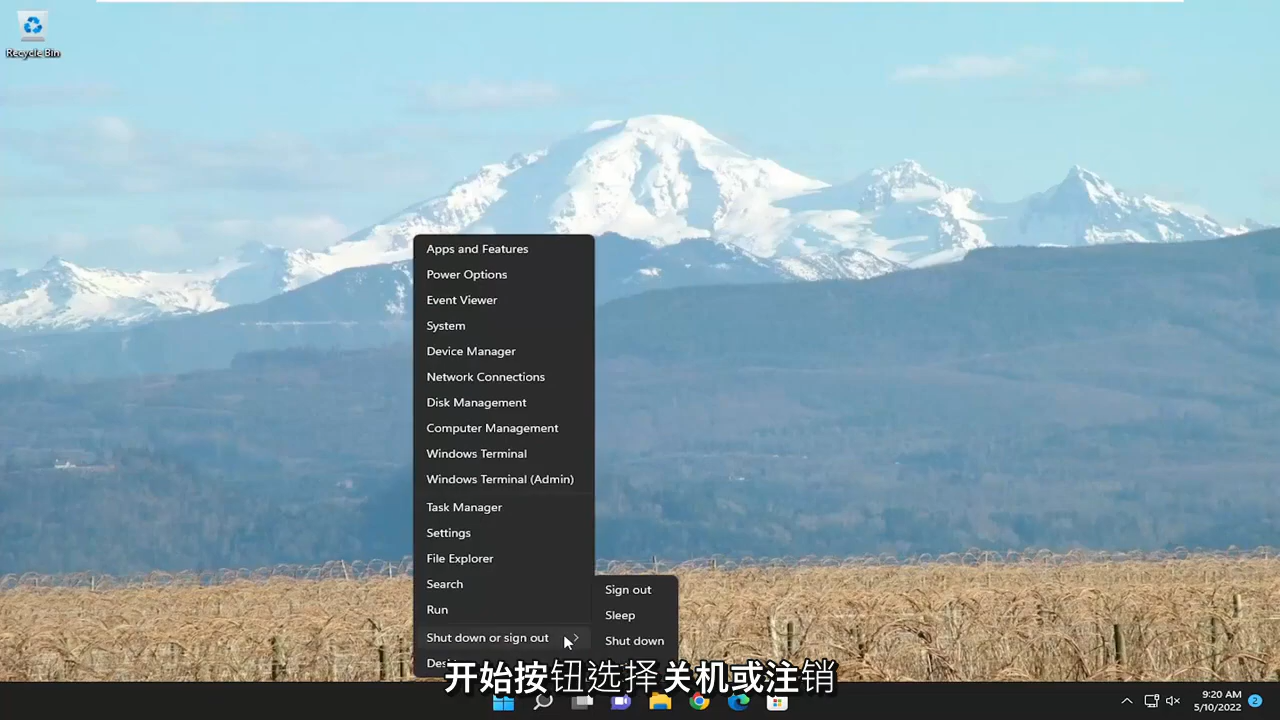 Recycle Bin
Apps and Features
Power Options
Event Viewer
System
Device Manager
Network Connections
Disk Management
Computer Management
Windows Terminal
Windows Terminal (Admin)
Task Manager
Settings
File Explorer
Search
Run
Shut down or sign out
Sign out
Sleep
Shut down
开始按钮选择关机或注销
9:20 AM
5/10/2022
2